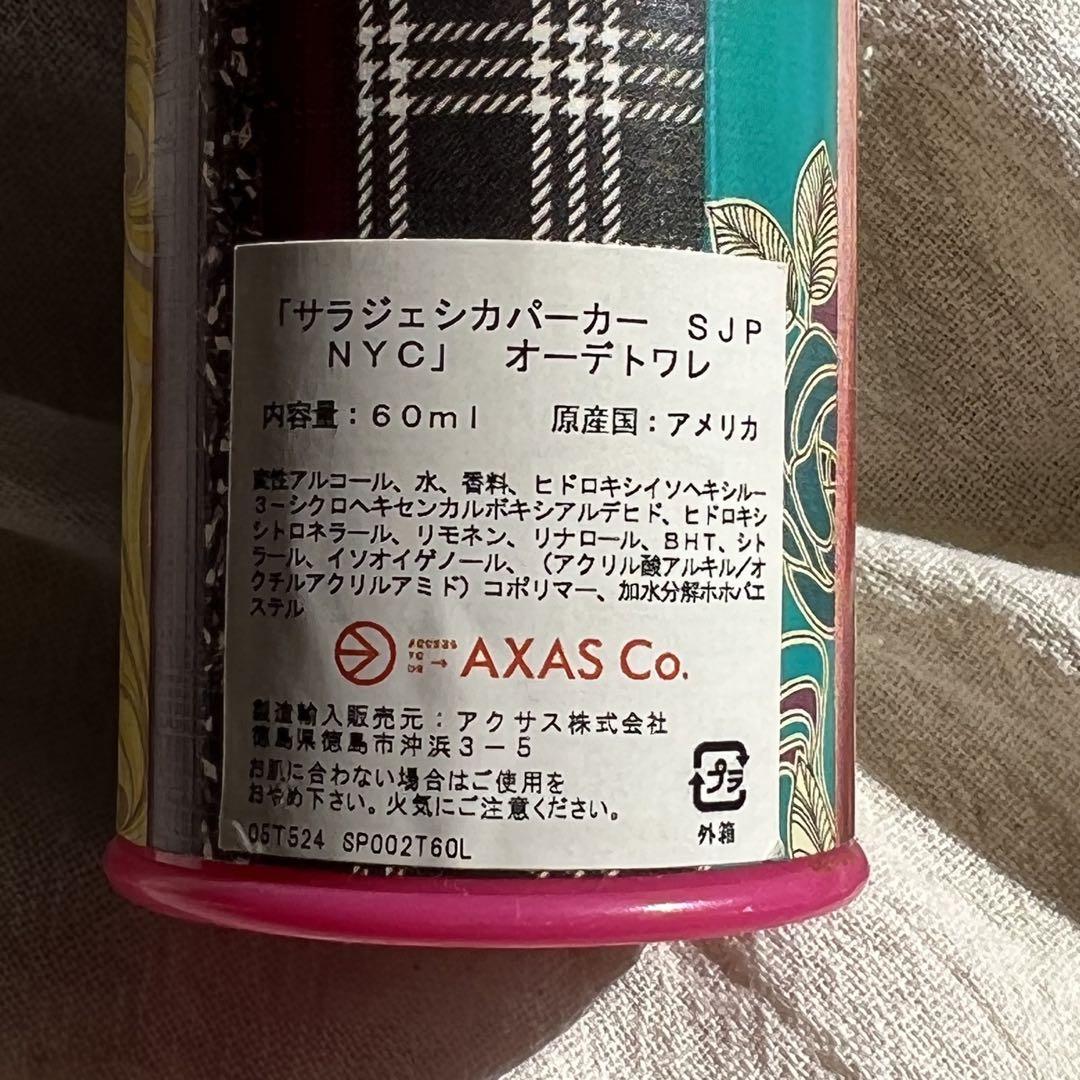 「サラジェシカパーカー　ＳＪＰ
ＮＹＣ」　オーデトワレ
内容量：６０ｍｌ　　原産国：アメリカ
変性アルコール、水、香料、ヒドロキシイソヘキシルー
３－シクロヘキセンカルボキシアルデヒド、ヒドロキシ
シトロネラール、リモネン、リナロール、ＢＨＴ、シト
ラール、イソオイゲノール、（アクリル酸アルキル/オ
クチルアクリルアミド）コポリマー、加水分解ホホバエ
ステル
AXAS Co.
製造輸入販売元：アクサス株式会社
徳島県徳島市沖浜３－５
お肌に合わない場合はご使用を
おやめ下さい。火気にご注意ください。
05T524 SP002T60L
プラ
外箱